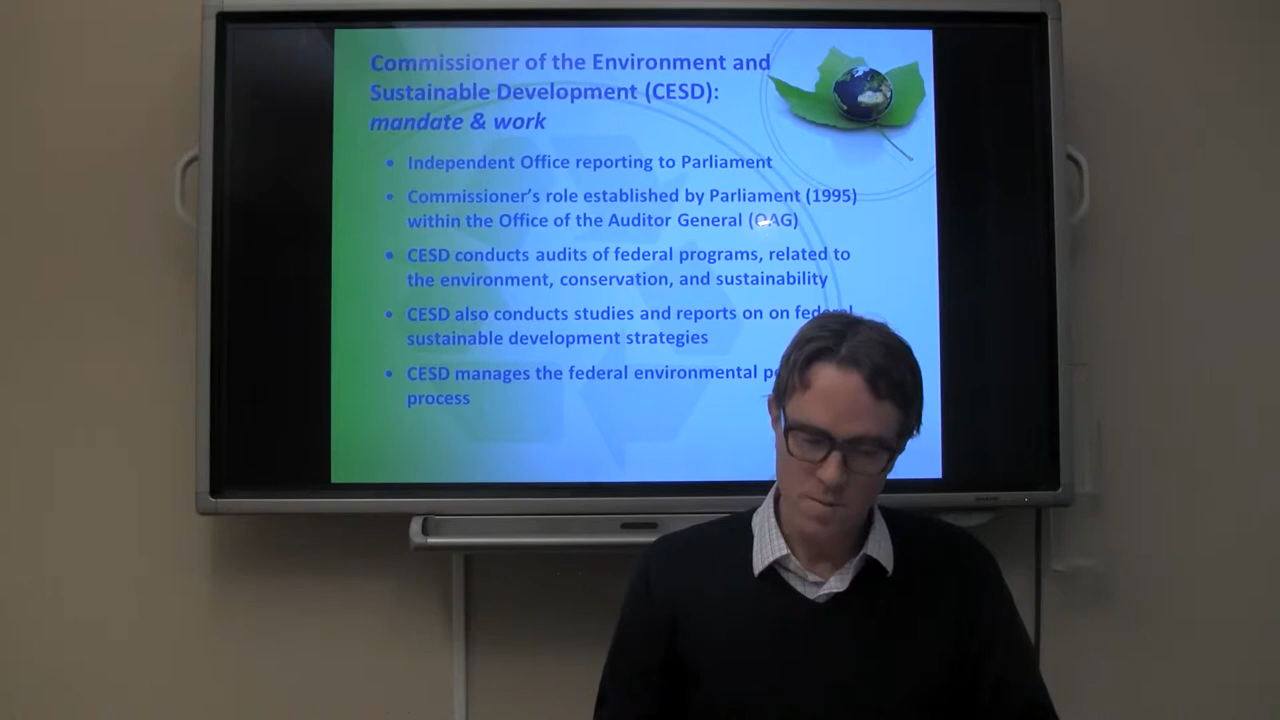 Commissioner of the Environment and
Sustainable Development (CESD):
mandate & work
• Independent Office reporting to Parliament
• Commissioner's role established by Parliament (1995)
within the Office of the Auditor General (OAG)
• CESD conducts audits of federal programs, related to
the environment, conservation, and sustainability
• CESD also conducts studies and reports on on federal
sustainable development strategies
• CESD manages the federal environmental
process